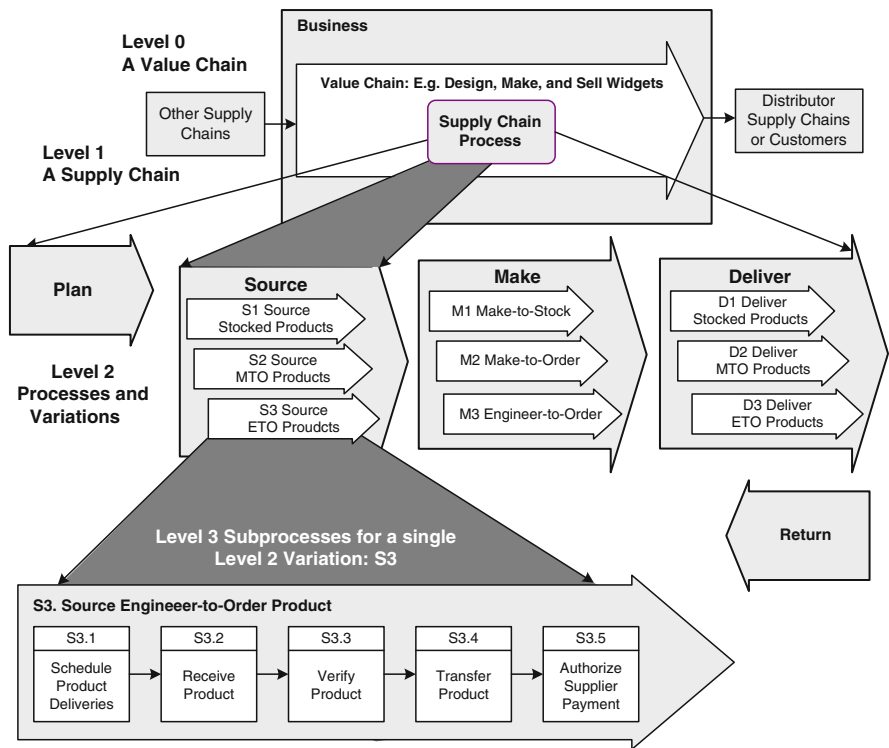 Business
Level 0
A Value Chain
Value Chain: E.g. Design, Make, and Sell Widgets
Other Supply
Chains
Supply Chain
Process
Distributor
Supply Chains
or Customers
Level 1
A Supply Chain
Plan
Source
S1 Source
Stocked Products
S2 Source
MTO Products
S3 Source
ETO Proudcts
Make
M1 Make-to-Stock
M2 Make-to-Order
M3 Engineer-to-Order
Deliver
D1 Deliver
Stocked Products
D2 Deliver
MTO Products
D3 Deliver
ETO Products
Level 2
Processes and
Variations
Return
Level 3 Subprocesses for a single
Level 2 Variation: S3
S3. Source Engineeer-to-Order Product
S3.1
Schedule
Product
Deliveries
S3.2
Receive
Product
S3.3
Verify
Product
S3.4
Transfer
Product
S3.5
Authorize
Supplier
Payment